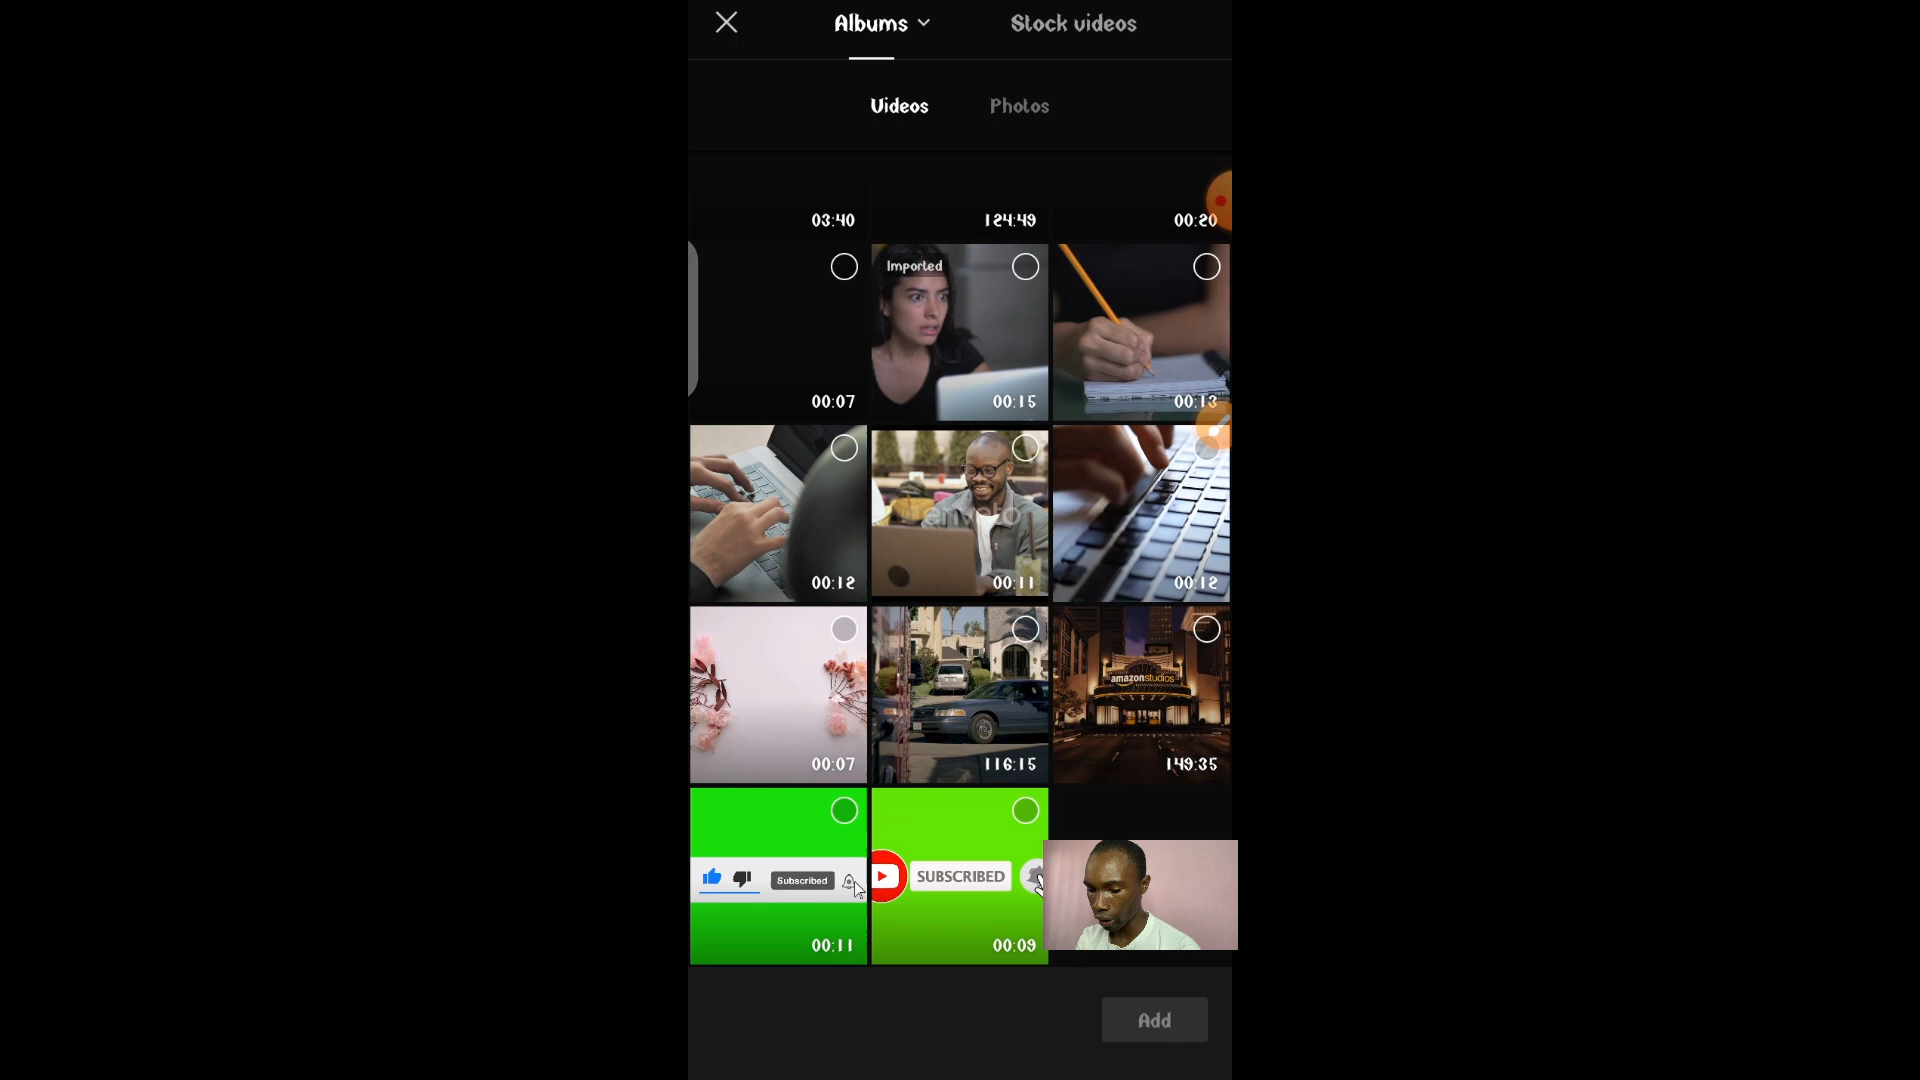 Albums
Stock videos
Videos
Photos
03:40
124:49
00:20
Imported
00:07
00:15
00:13
envato
00:12
00:11
00:12
amazonstudios
00:07
116:15
149:35
Subscribed
SUBSCRIBED
00:11
00:09
Add